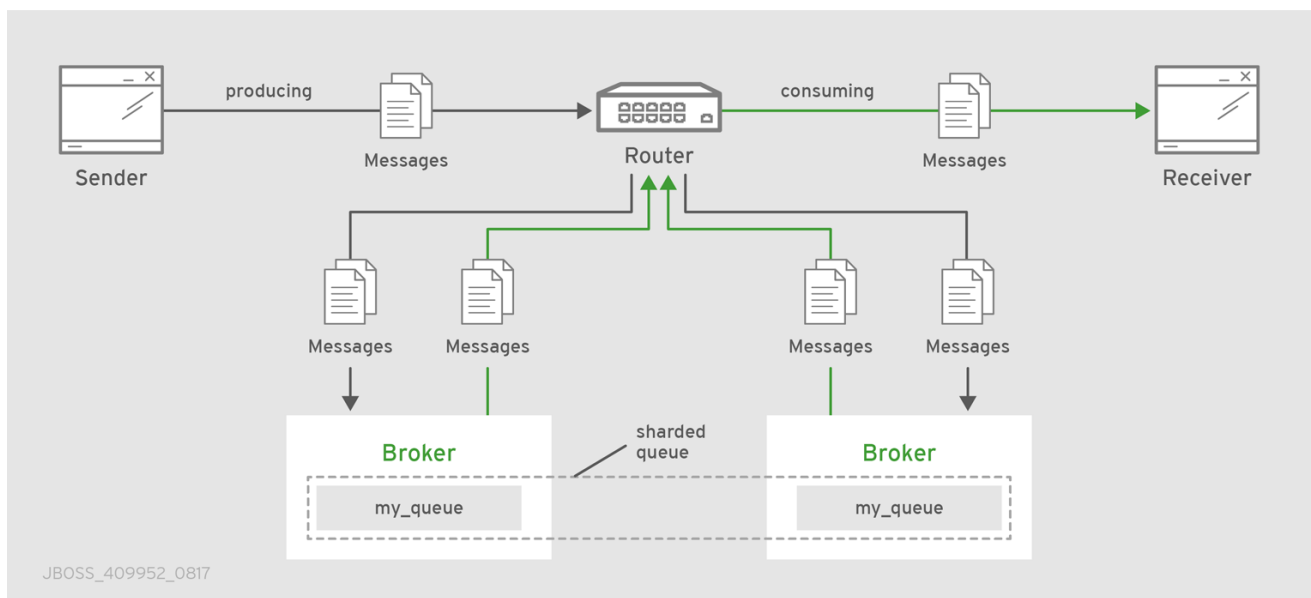 producing
consuming
Messages
Messages
Sender
Router
Receiver
Messages
Messages
Messages
Messages
sharded
queue
Broker
Broker
my_queue
my_queue
JBOSS_409952_0817